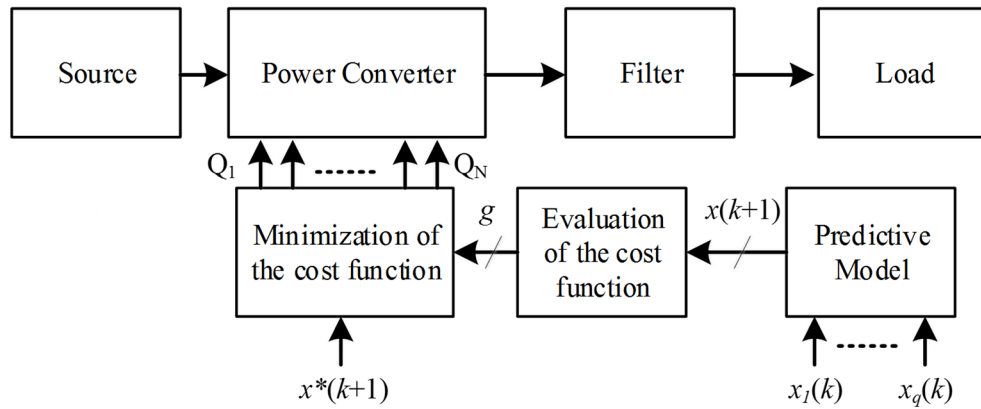 Source
Power Converter
Filter
Load
Q1
QN
Minimization of
the cost function
g
Evaluation
of the cost
function
x(k+1)
Predictive
Model
x*(k+1)
x1(k)
xq(k)